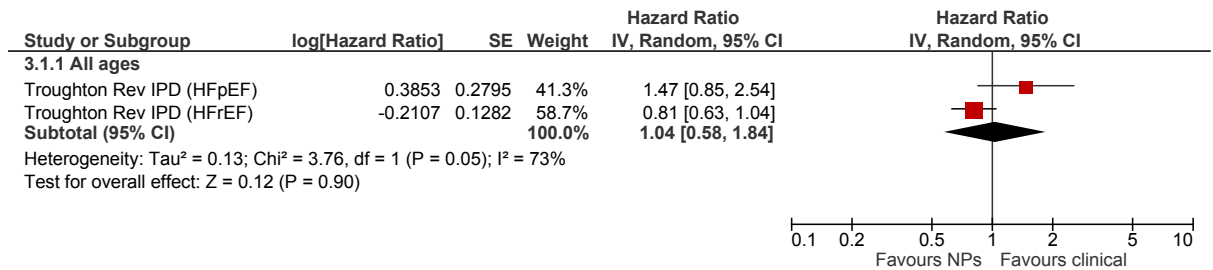 Hazard Ratio Hazard Ratio
Study or Subgroup log[Hazard Ratio] SE Weight IV, Random, 95% CI IV, Random, 95% CI
3.1.1 All ages
Troughton Rev IPD (HFpEF) 0.3853 0.2795 41.3% 1.47 [0.85, 2.54]
Troughton Rev IPD (HFrEF) -0.2107 0.1282 58.7% 0.81 [0.63, 1.04]
Subtotal (95% CI) 100.0% 1.04 [0.58, 1.84]
Heterogeneity: Tau² = 0.13; Chi² = 3.76, df = 1 (P = 0.05); I² = 73%
Test for overall effect: Z = 0.12 (P = 0.90)
0.1 0.2 0.5 1 2 5 10
Favours NPs Favours clinical